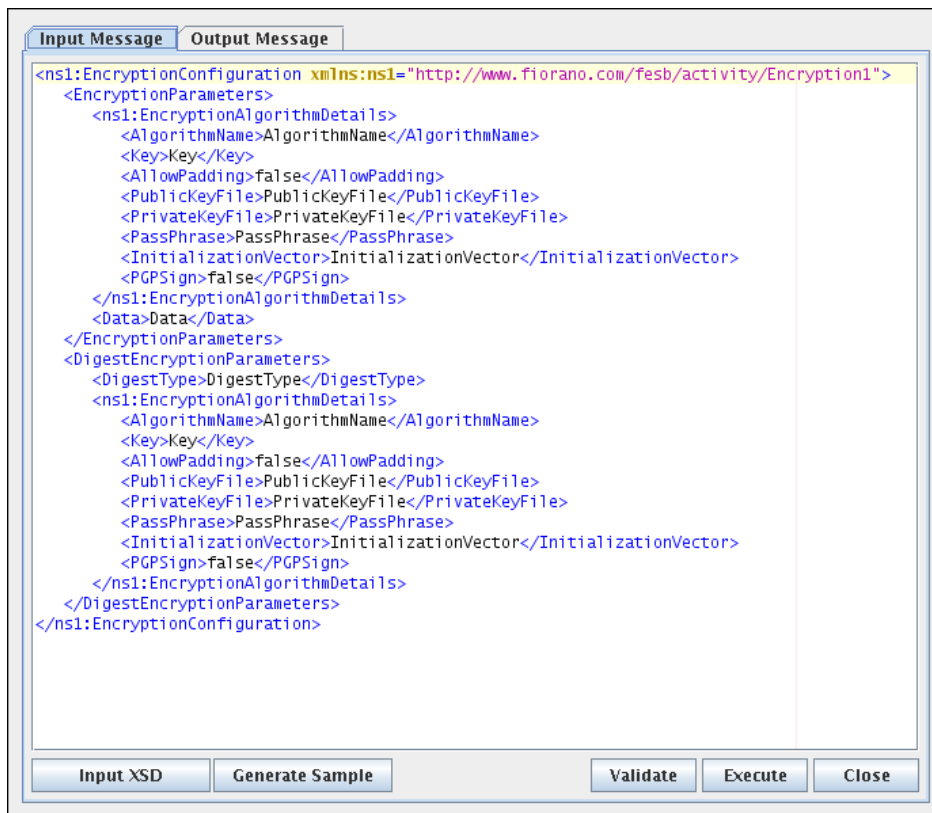 Input Message Output Message
<ns1:EncryptionConfiguration xmlns:ns1="http://www.fiorano.com/fesb/activity/Encryption1">
<EncryptionParameters>
<ns1:EncryptionAlgorithmDetails>
<AlgorithmName>AlgorithmName</AlgorithmName>
<Key>Key</Key>
<AllowPadding>false</AllowPadding>
<PublicKeyFile>PublicKeyFile</PublicKeyFile>
<PrivateKeyFile>PrivateKeyFile</PrivateKeyFile>
<PassPhrase>PassPhrase</PassPhrase>
<InitializationVector>InitializationVector</InitializationVector>
<PGPSign>false</PGPSign>
</ns1:EncryptionAlgorithmDetails>
<Data>Data</Data>
</EncryptionParameters>
<DigestEncryptionParameters>
<DigestType>DigestType</DigestType>
<ns1:EncryptionAlgorithmDetails>
<AlgorithmName>AlgorithmName</AlgorithmName>
<Key>Key</Key>
<AllowPadding>false</AllowPadding>
<PublicKeyFile>PublicKeyFile</PublicKeyFile>
<PrivateKeyFile>PrivateKeyFile</PrivateKeyFile>
<PassPhrase>PassPhrase</PassPhrase>
<InitializationVector>InitializationVector</InitializationVector>
<PGPSign>false</PGPSign>
</ns1:EncryptionAlgorithmDetails>
</DigestEncryptionParameters>
</ns1:EncryptionConfiguration>
Input XSD Generate Sample Validate Execute Close